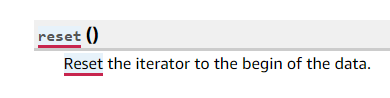 reset ()
Reset the iterator to the begin of the data.